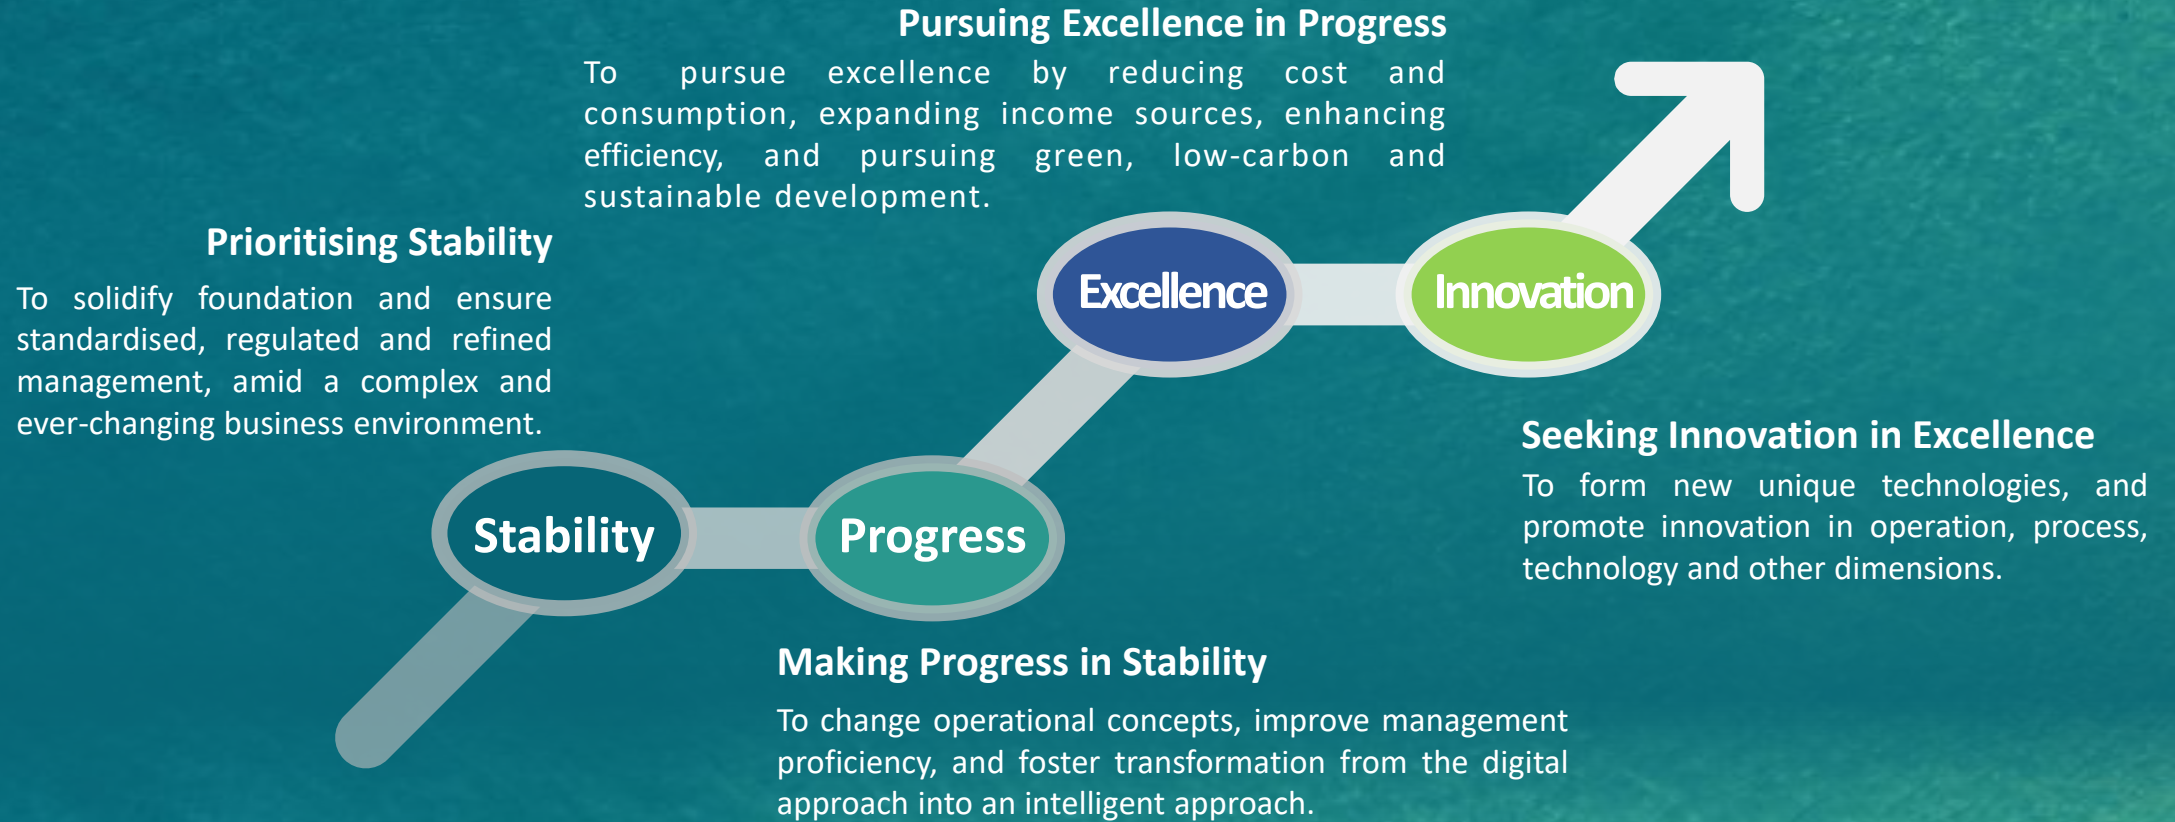 Pursuing Excellence in Progress
To pursue excellence by reducing cost and
consumption, expanding income sources, enhancing
efficiency, and pursuing green, low-carbon and
sustainable development.
Prioritising Stability
To solidify foundation and ensure
standardised, regulated and refined
management, amid a complex and
ever-changing business environment.
Excellence
Innovation
Seeking Innovation in Excellence
To form new unique technologies, and
promote innovation in operation, process,
technology and other dimensions.
Stability
Progress
Making Progress in Stability
To change operational concepts, improve management
proficiency, and foster transformation from the digital
approach into an intelligent approach.